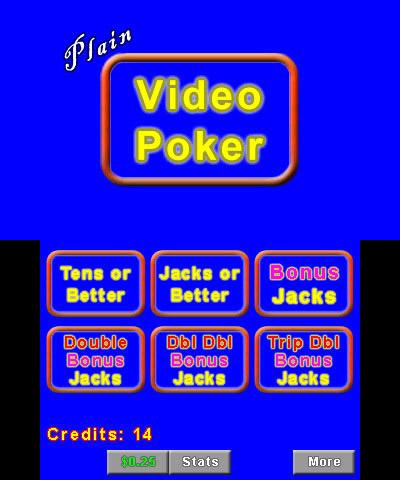 Plain
Video
Poker
Tens or
Better
Jacks or
Better
Bonus
Jacks
Double
Bonus
Jacks
Dbl Dbl
Bonus
Jacks
Trip Dbl
Bonus
Jacks
Credits: 14
$0.25
Stats
More